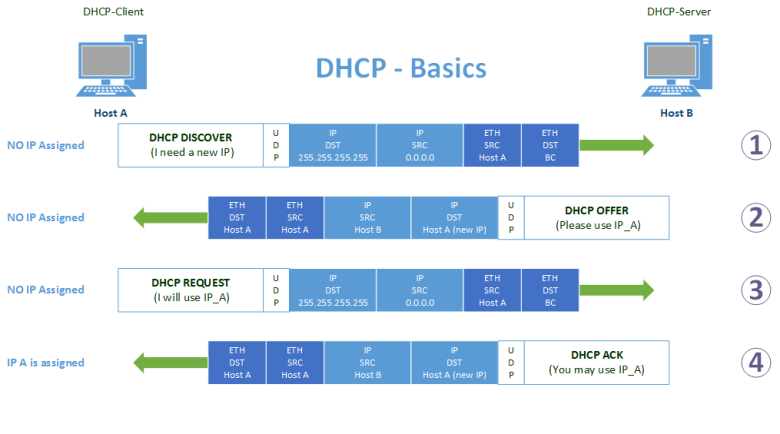 DHCP-Client
DHCP-Server
DHCP - Basics
Host A
Host B
NO IP Assigned
DHCP DISCOVER
(I need a new IP)
U
D
P
IP
DST
255.255.255.255
IP
SRC
0.0.0.0
ETH
SRC
Host A
ETH
DST
BC
1
NO IP Assigned
ETH
DST
Host A
ETH
SRC
Host A
IP
SRC
Host B
IP
DST
Host A (new IP)
U
D
P
DHCP OFFER
(Please use IP_A)
2
NO IP Assigned
DHCP REQUEST
(I will use IP_A)
U
D
P
IP
DST
255.255.255.255
IP
SRC
0.0.0.0
ETH
SRC
Host A
ETH
DST
BC
3
IP A is assigned
ETH
DST
Host A
ETH
SRC
Host A
IP
SRC
Host B
IP
DST
Host A (new IP)
U
D
P
DHCP ACK
(You may use IP_A)
4